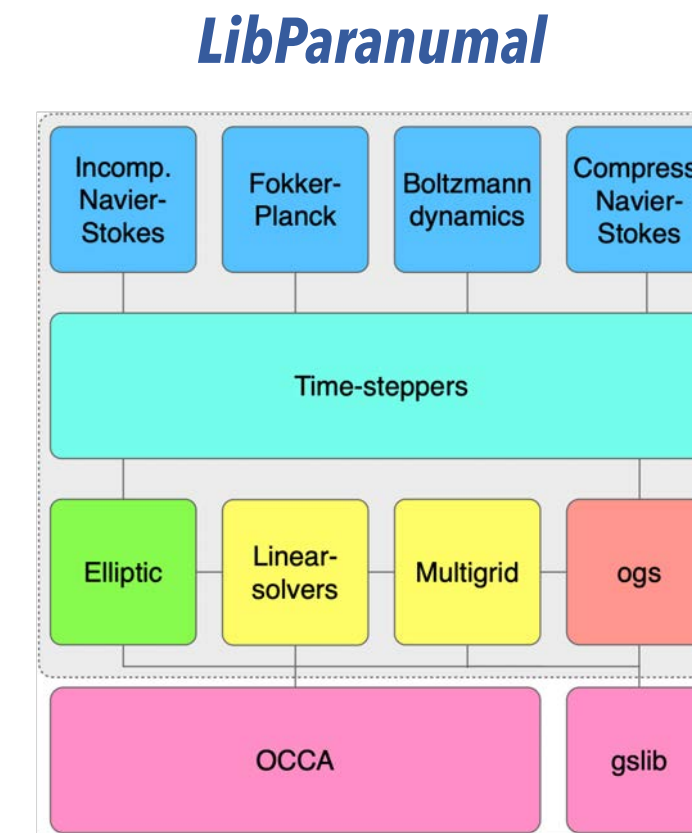 LibParanumal
Incomp.
Navier-
Stokes
Fokker-
Planck
Boltzmann
dynamics
Compress
Navier-
Stokes
Time-steppers
Elliptic
Linear-
solvers
Multigrid
ogs
OCCA
gslib